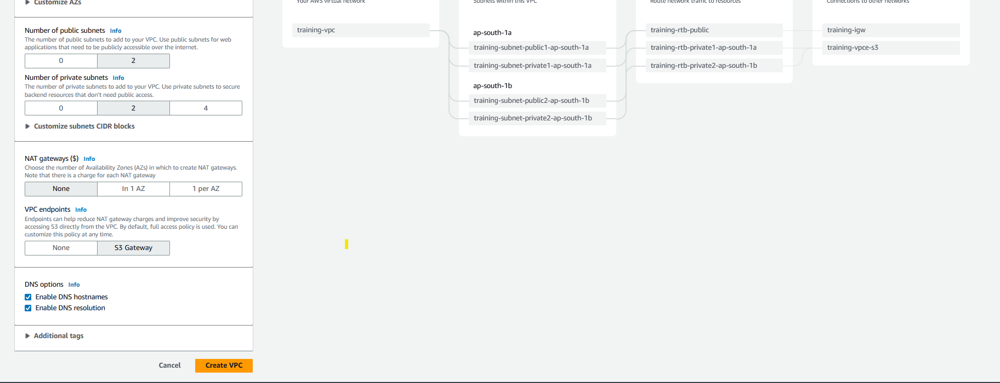 Customize AZs
Number of public subnets Info
The number of public subnets to add to your VPC. Use public subnets for web
applications that need to be publicly accessible over the internet.
0 2
Number of private subnets Info
The number of private subnets to add to your VPC. Use private subnets to secure
backend resources that don't need public access.
0 2 4
Customize subnets CIDR blocks
NAT gateways ($) Info
Choose the number of Availability Zones (AZs) in which to create NAT gateways.
Note that there is a charge for each NAT gateway
None In 1 AZ 1 per AZ
VPC endpoints Info
Endpoints can help reduce NAT gateway charges and improve security by
accessing S3 directly from the VPC. By default, full access policy is used. You can
customize this policy at any time.
None S3 Gateway
DNS options Info
Enable DNS hostnames
Enable DNS resolution
Additional tags
Cancel Create VPC
Your AWS virtual network
training-vpc
Subnets within this VPC
ap-south-1a
training-subnet-public1-ap-south-1a
training-subnet-private1-ap-south-1a
ap-south-1b
training-subnet-public2-ap-south-1b
training-subnet-private2-ap-south-1b
Route network traffic to resources
training-rtb-public
training-rtb-private1-ap-south-1a
training-rtb-private2-ap-south-1b
Connections to other networks
training-igw
training-vpce-s3